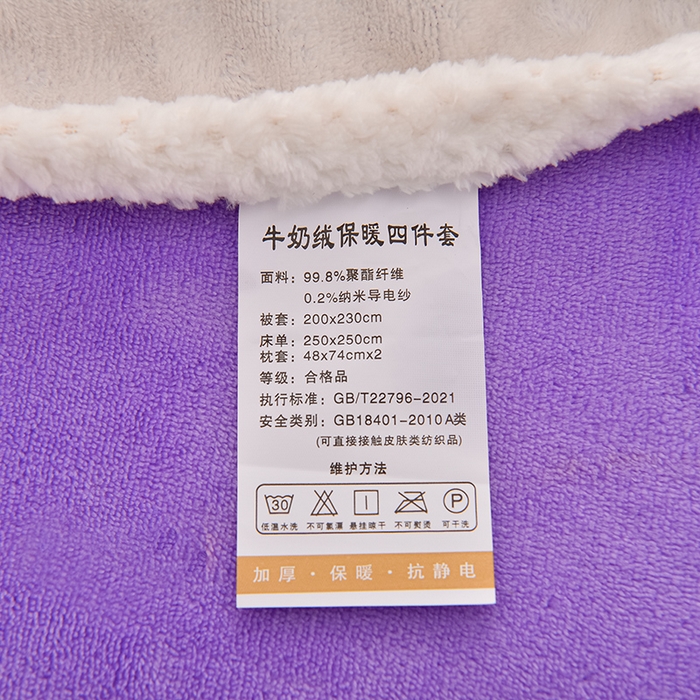 牛奶绒保暖四件套
面料：99.8%聚酯纤维
0.2%纳米导电纱
被套：200x230cm
床单：250x250cm
枕套：48x74cmx2
等级：合格品
执行标准：GB/T22796-2021
安全类别：GB18401-2010 A类
(可直接接触皮肤类纺织品)
维护方法
30 P
低温水洗 不可氯漂 悬挂晾干 不可熨烫 可干洗
加厚·保暖·抗静电